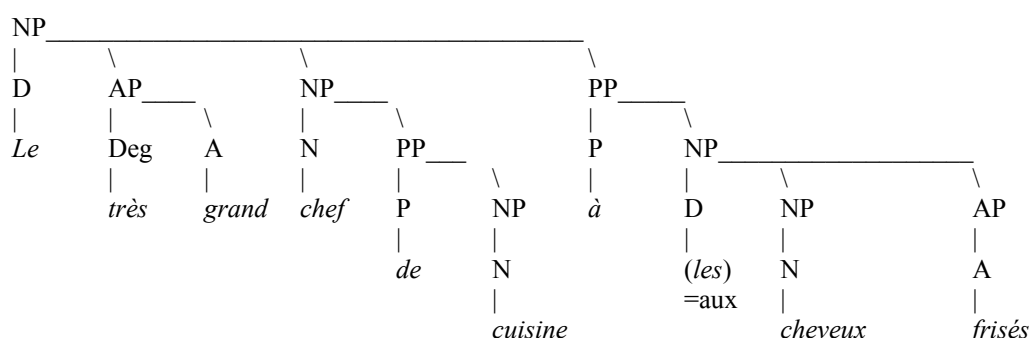 NP
D AP NP PP
Le Deg A N PP P NP
très grand chef P NP à D NP AP
de N (les) N A
cuisine =aux cheveux frisés